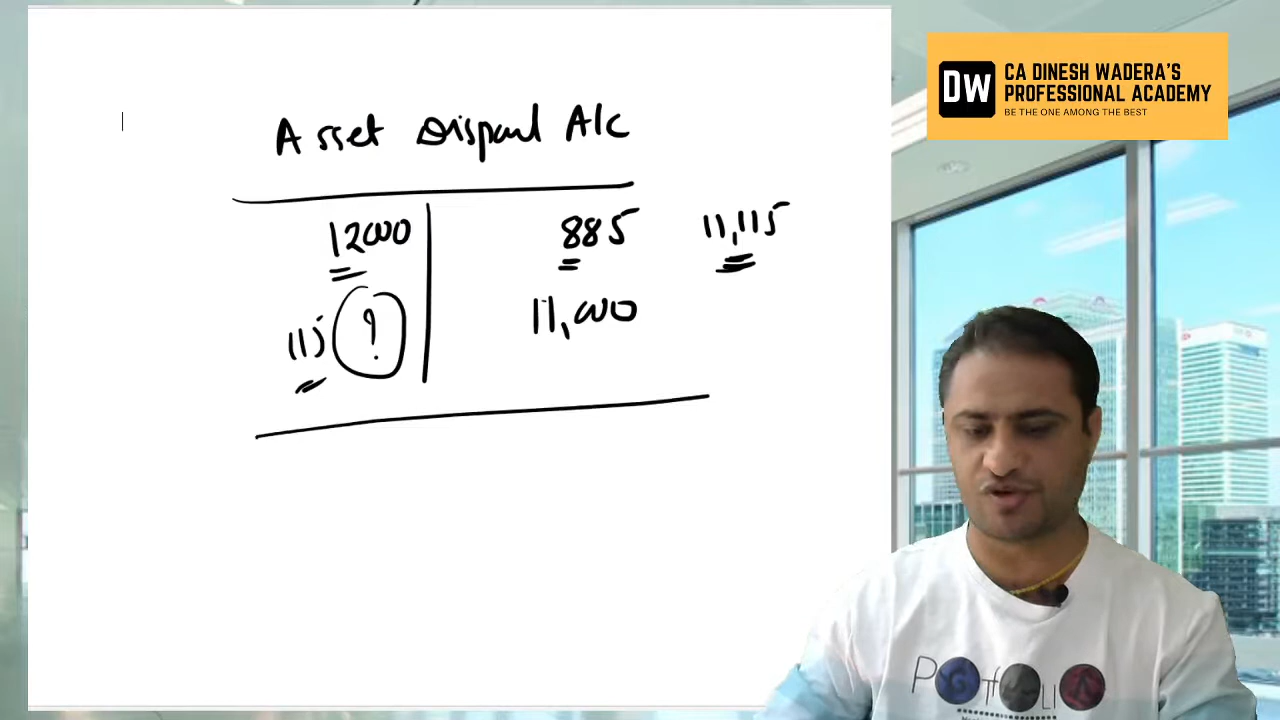 Asset Disposal A/c
12000
885
11,115
115
?
11,000
DW
CA DINESH WADERA'S
PROFESSIONAL ACADEMY
BE THE ONE AMONG THE BEST